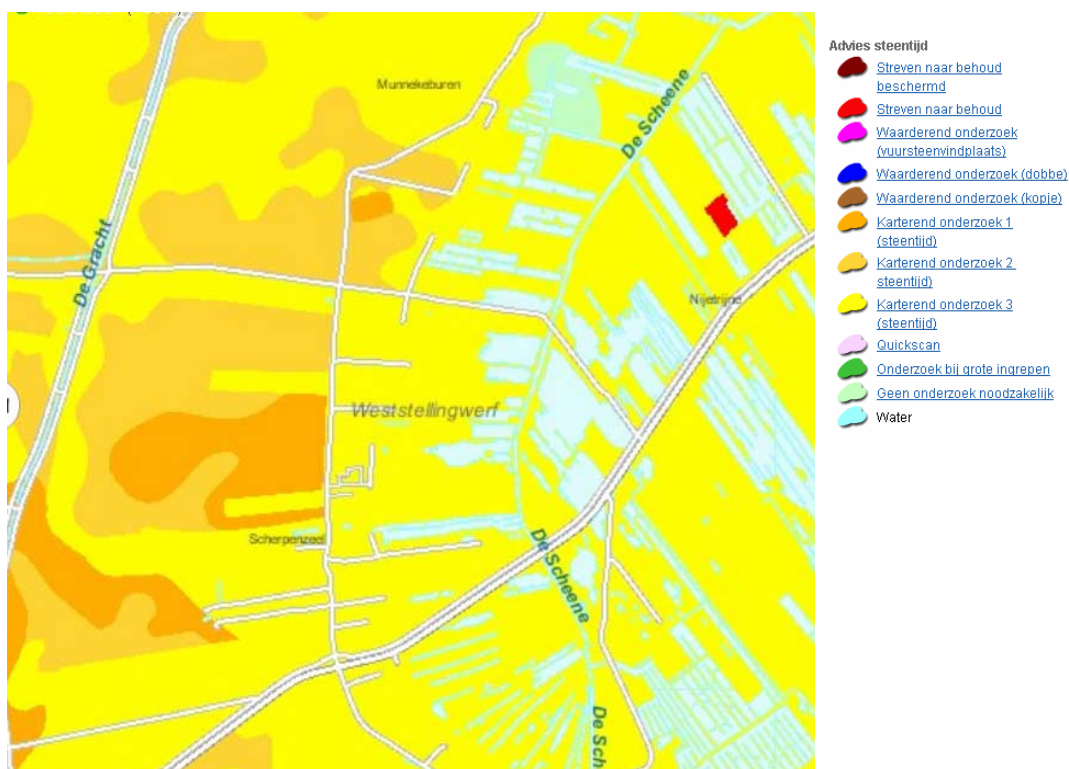 Munnekeburen
De Scheene
De Gracht
Nijetrijne
Weststellingwerf
Scherpenzeel
De Scheene
De Sch
Advies steentijd
Streven naar behoud
beschermd
Streven naar behoud
Waarderend onderzoek
(vuursteenvindplaats)
Waarderend onderzoek (dobbe)
Waarderend onderzoek (kopje)
Karterend onderzoek 1
(steentijd)
Karterend onderzoek 2
steentijd)
Karterend onderzoek 3
(steentijd)
Quickscan
Onderzoek bij grote ingrepen
Geen onderzoek noodzakelijk
Water